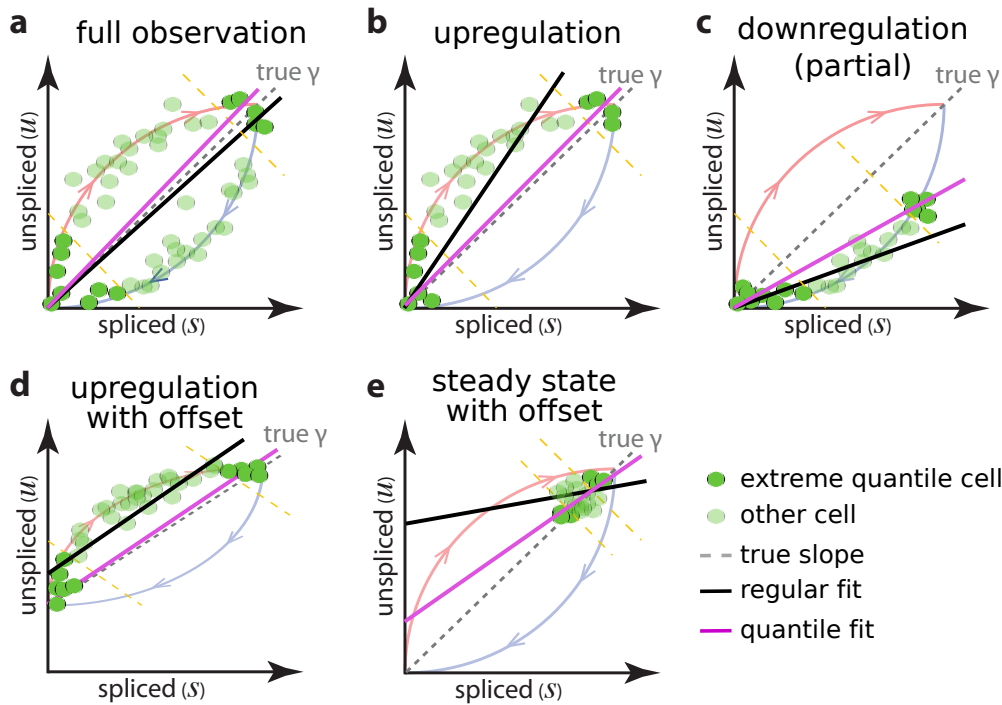 a
full observation
true γ
unspliced (u)
spliced (s)
b
upregulation
true γ
unspliced (u)
spliced (s)
c
downregulation
(partial)
true γ
unspliced (u)
spliced (s)
d
upregulation
with offset
true γ
unspliced (u)
spliced (s)
e
steady state
with offset
true γ
unspliced (u)
spliced (s)
extreme quantile cell
other cell
true slope
regular fit
quantile fit